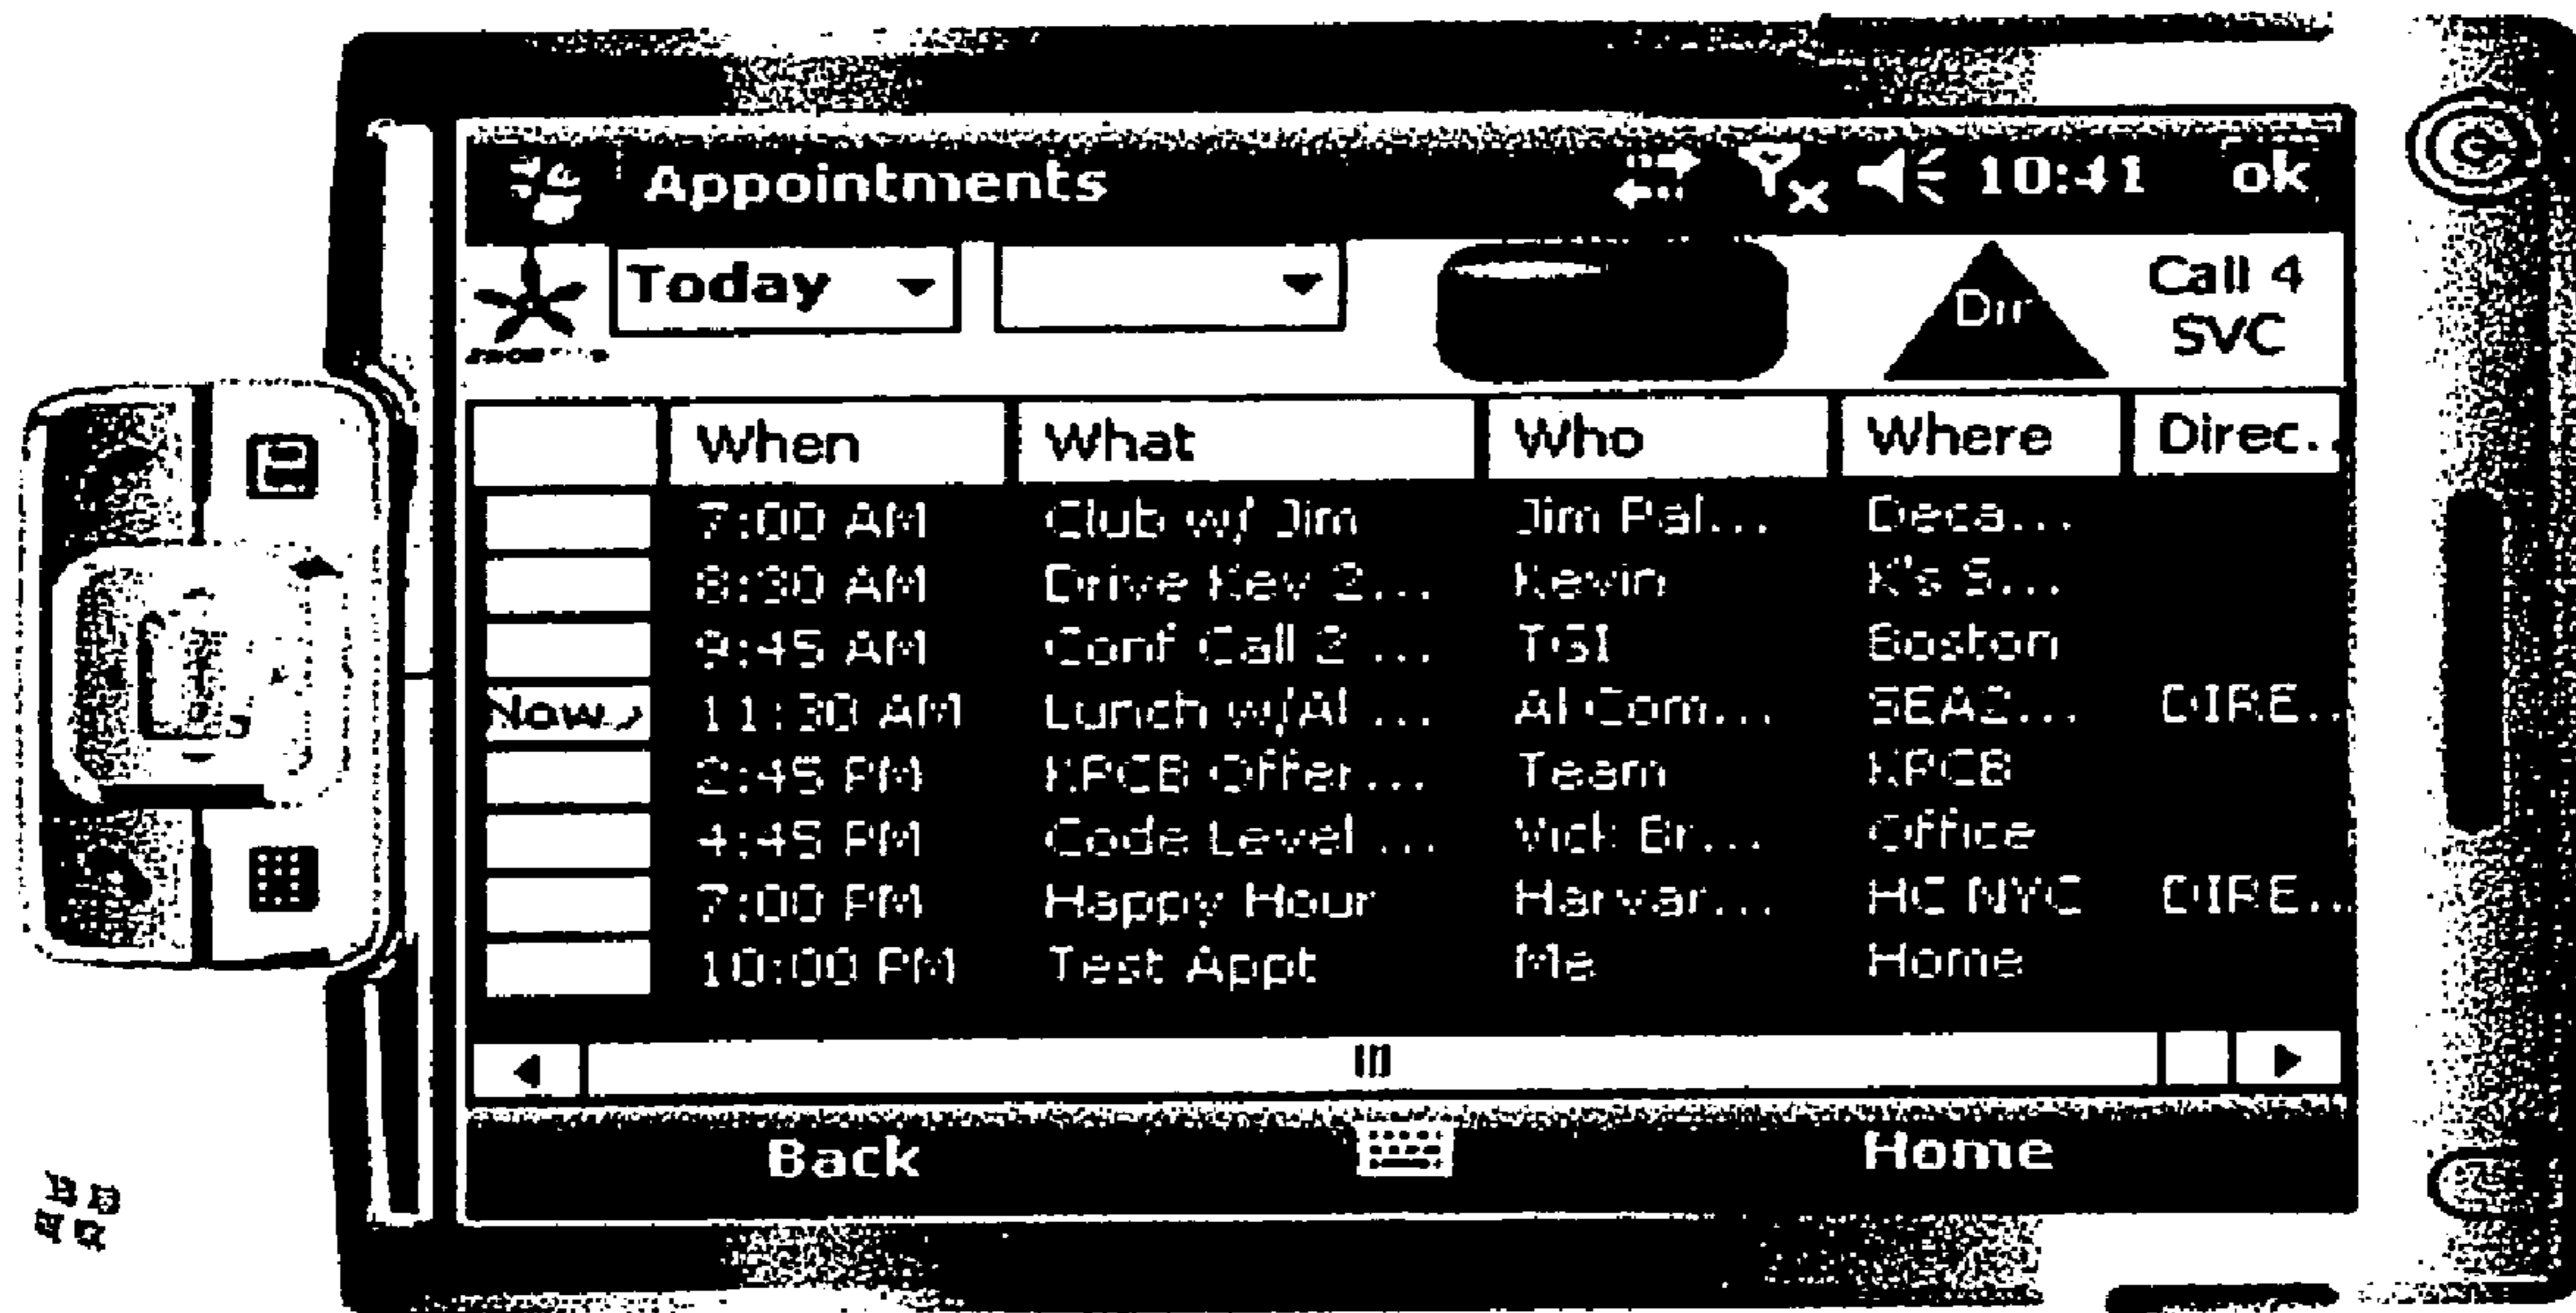 Appointments 10:41 ok
Today
Dir
Call 4
SVC
When What Who Where Direc..
7:00 AM Club w/ Jim Jim Pal... Deca...
8:30 AM Drive Kev 2... Kevin K's S...
9:45 AM Conf Call 2 ... TGI Boston
Now 11:30 AM Lunch w/Al ... Al Com... SEA2... DIRE..
2:45 PM KPCB Offer... Team KPCB
4:45 PM Code Level ... Vick Br... Office
7:00 PM Happy Hour Harvar... HC NYC DIRE..
10:00 PM Test Appt Me Home
Back Home